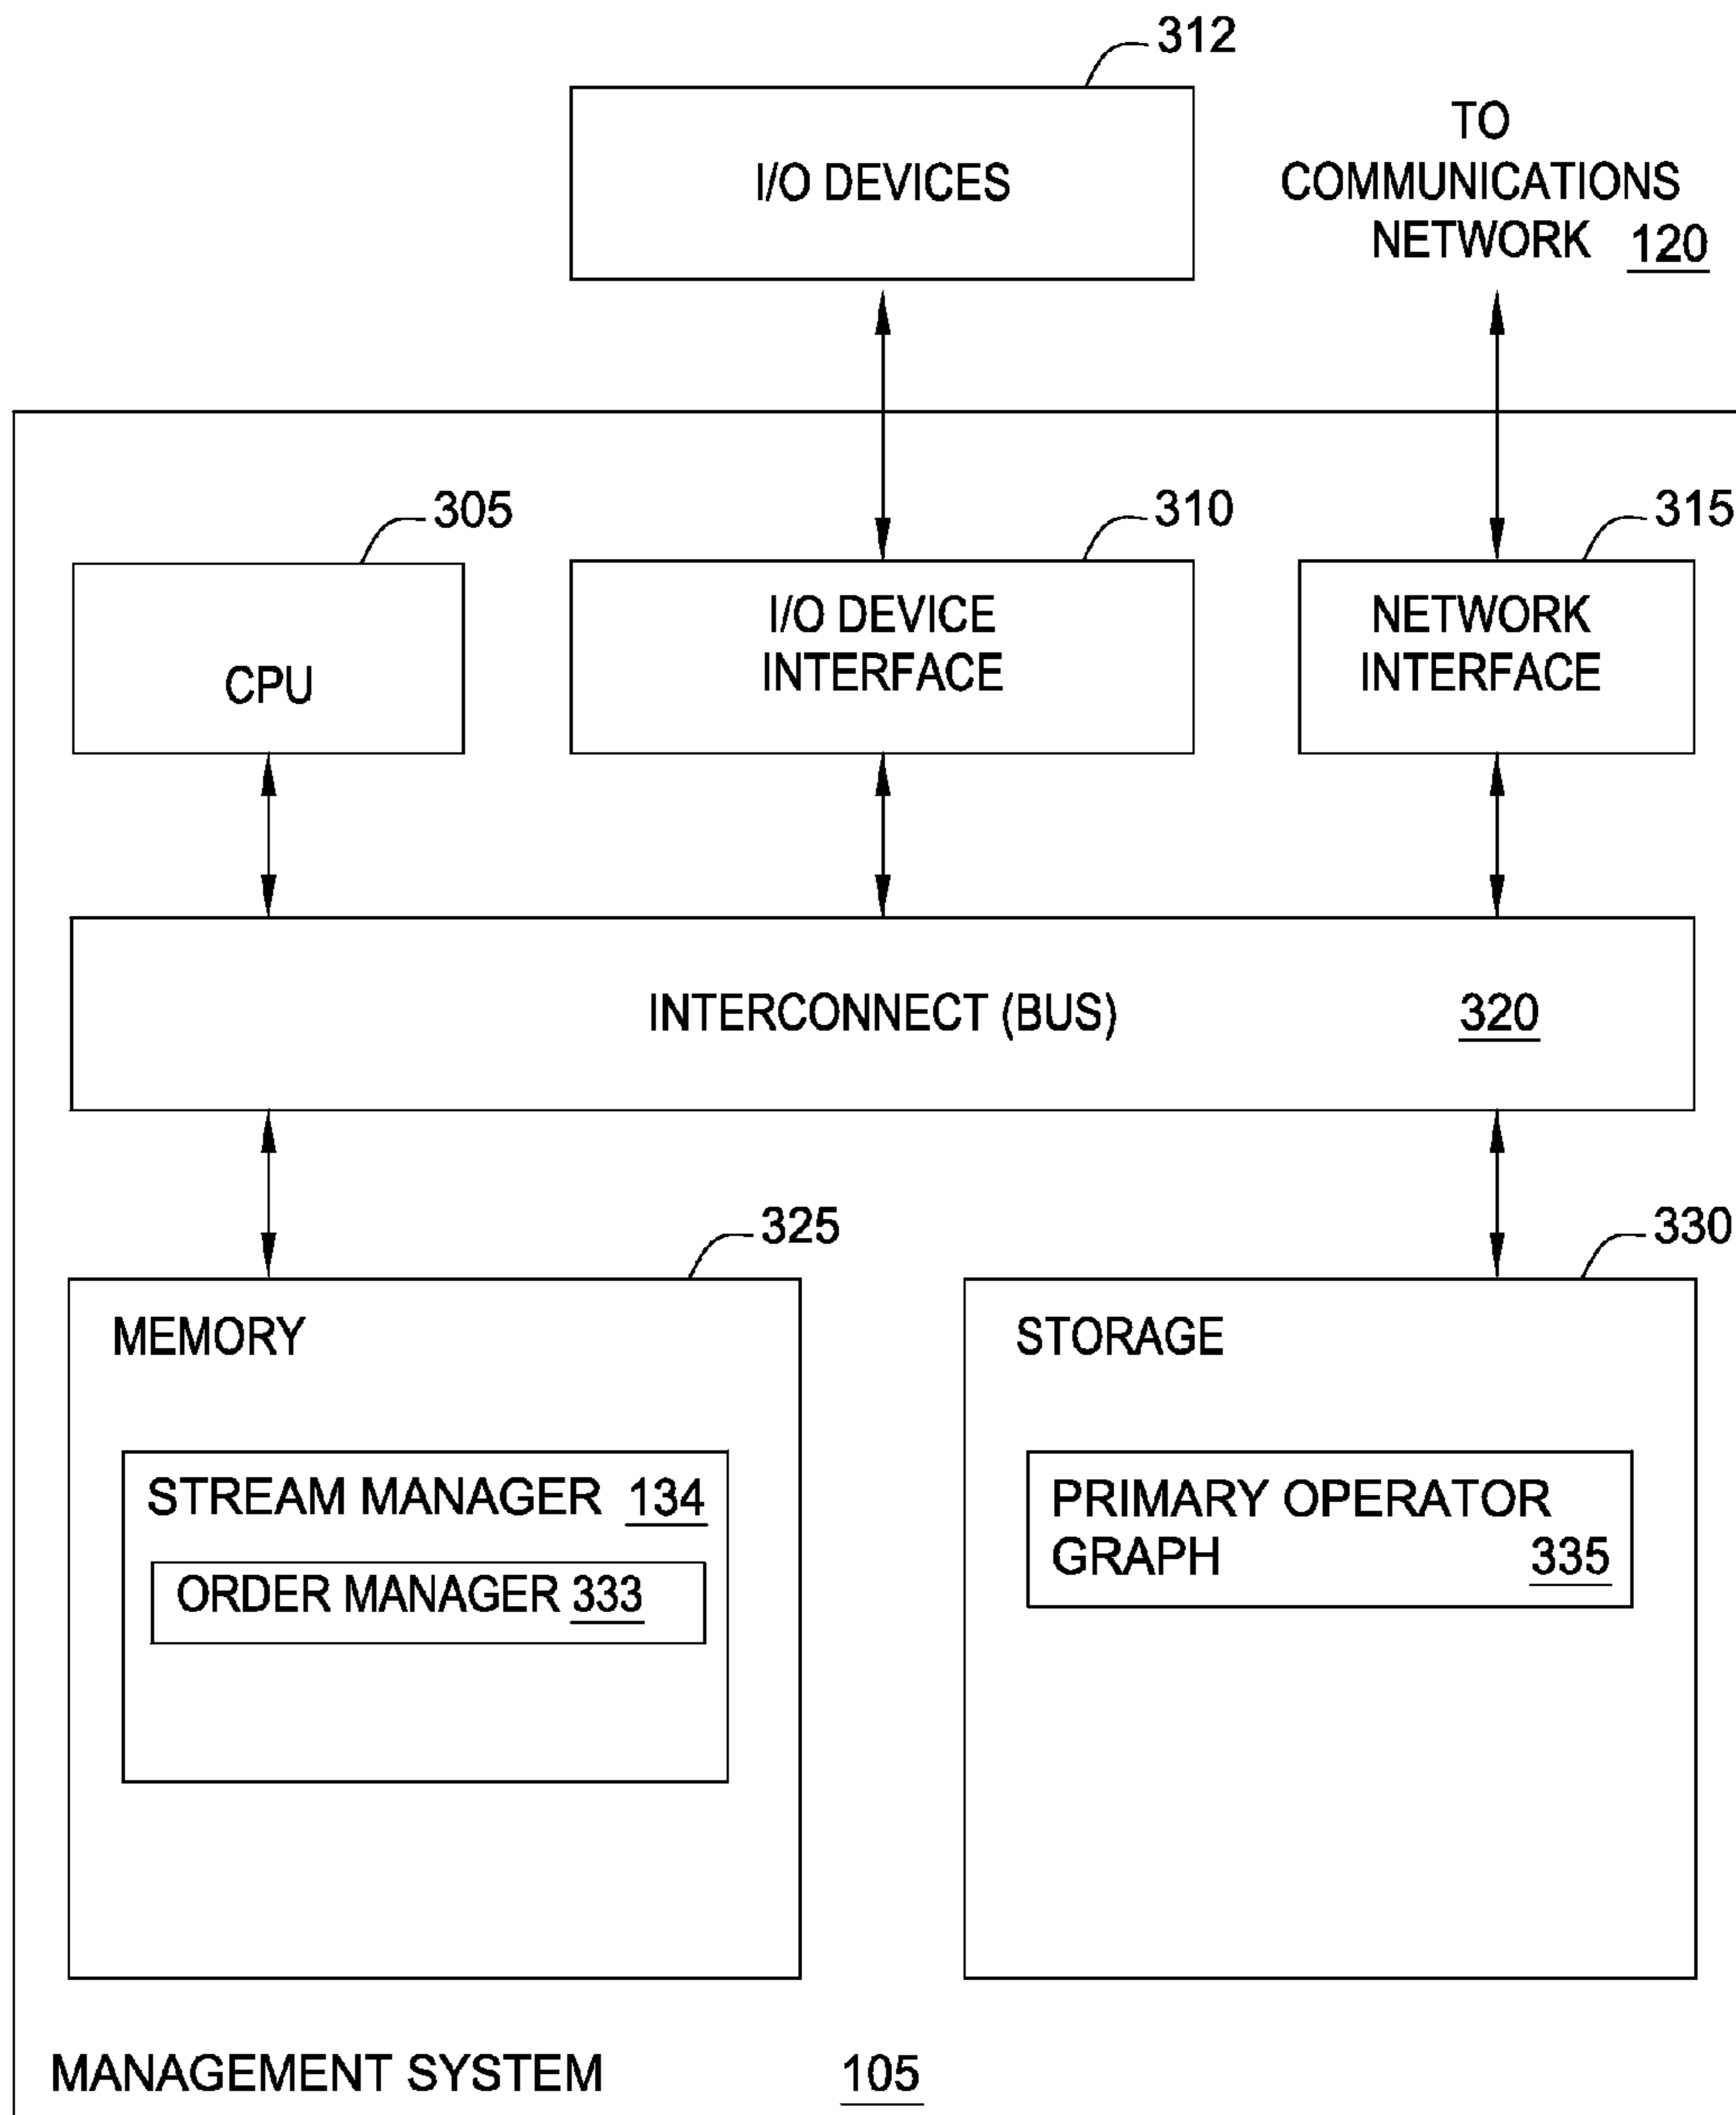 312
I/O DEVICES
TO
COMMUNICATIONS
NETWORK 120
305
310
315
CPU
I/O DEVICE
INTERFACE
NETWORK
INTERFACE
INTERCONNECT (BUS) 320
325
330
MEMORY
STREAM MANAGER 134
ORDER MANAGER 333
STORAGE
PRIMARY OPERATOR
GRAPH 335
MANAGEMENT SYSTEM 105